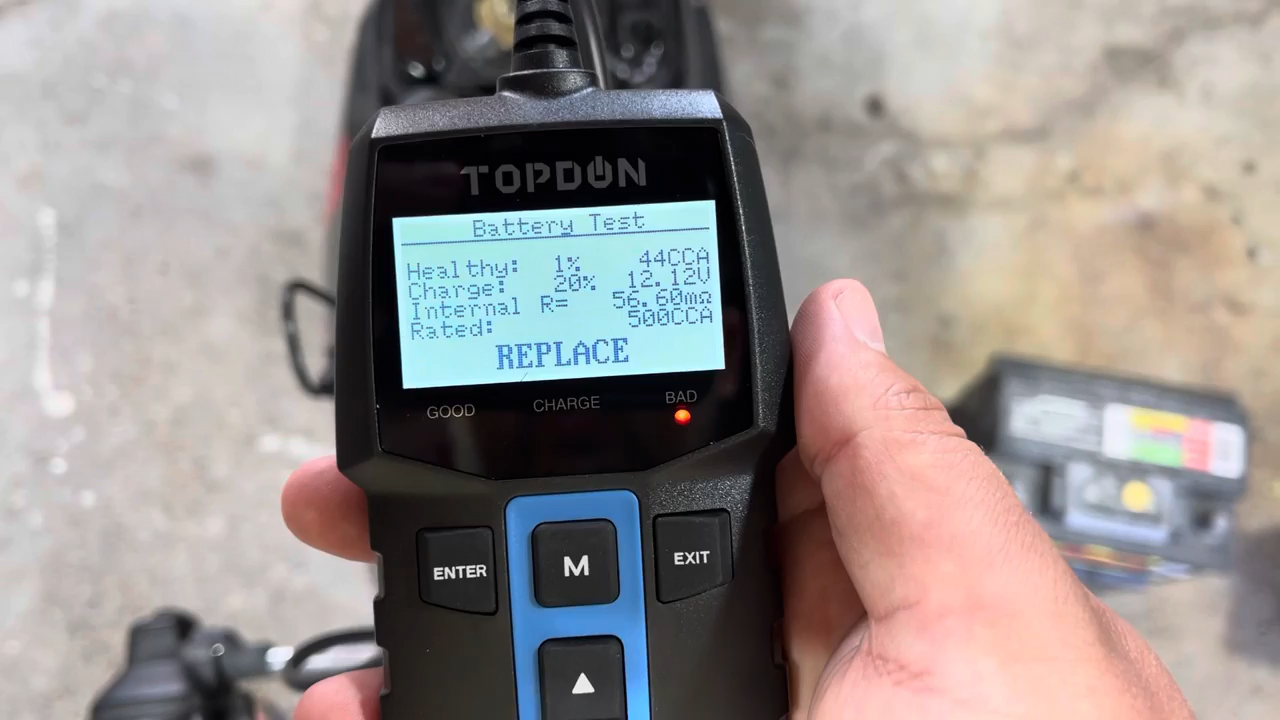 TOPDON
Battery Test
Healthy: 1% 44CCA
Charge: 20% 12.12V
Internal R= 56.60mΩ
Rated: 500CCA
REPLACE
GOOD CHARGE BAD
ENTER M EXIT